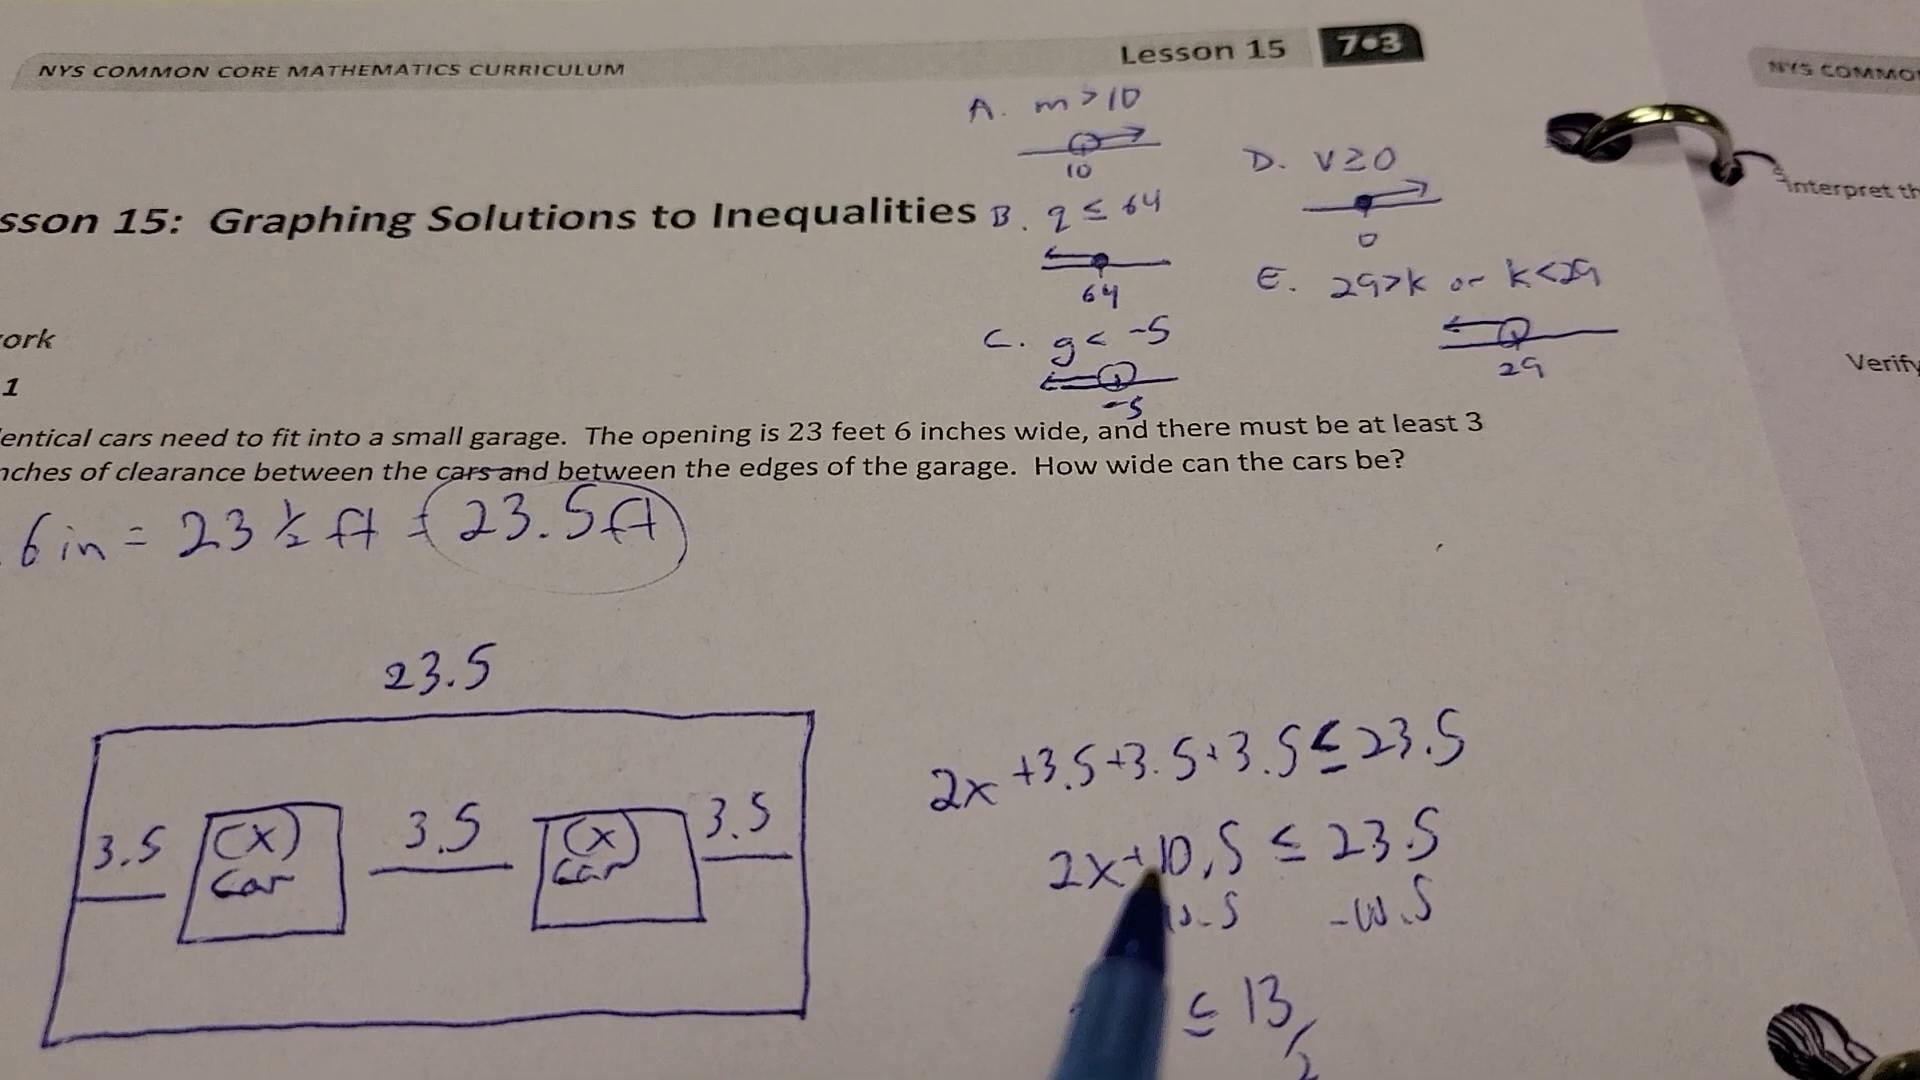 NYS COMMON CORE MATHEMATICS CURRICULUM
Lesson 15
7•3
NYS COMMO
A. m > 10
10
D. v ≥ 0
0
sson 15: Graphing Solutions to Inequalities
B. q ≤ 64
64
E. 29 > k or k < 29
29
C. g < -5
-5
ork
1
Interpret th
Verify
entical cars need to fit into a small garage. The opening is 23 feet 6 inches wide, and there must be at least 3
nches of clearance between the cars and between the edges of the garage. How wide can the cars be?
6 in = 23 ½ ft = 23.5 ft
23.5
3.5 (x) car 3.5 (x) car 3.5
2x + 3.5 + 3.5 + 3.5 ≤ 23.5
2x + 10.5 ≤ 23.5
10.5 -10.5
≤ 13
2